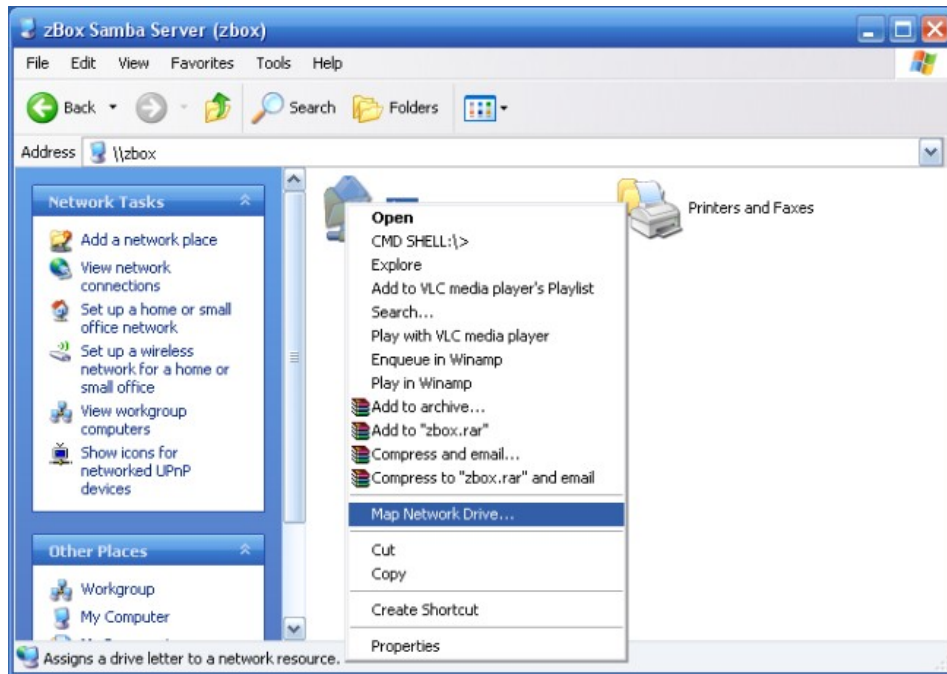 zBox Samba Server (zbox)
File Edit View Favorites Tools Help
Back Search Folders
Address \\zbox
Network Tasks
Add a network place
View network
connections
Set up a home or small
office network
Set up a wireless
network for a home or
small office
View workgroup
computers
Show icons for
networked UPnP
devices
Other Places
Workgroup
My Computer
Printers and Faxes
Open
CMD SHELL:\>
Explore
Add to VLC media player's Playlist
Search...
Play with VLC media player
Enqueue in Winamp
Play in Winamp
Add to archive...
Add to "zbox.rar"
Compress and email...
Compress to "zbox.rar" and email
Map Network Drive...
Cut
Copy
Create Shortcut
Properties
Assigns a drive letter to a network resource.